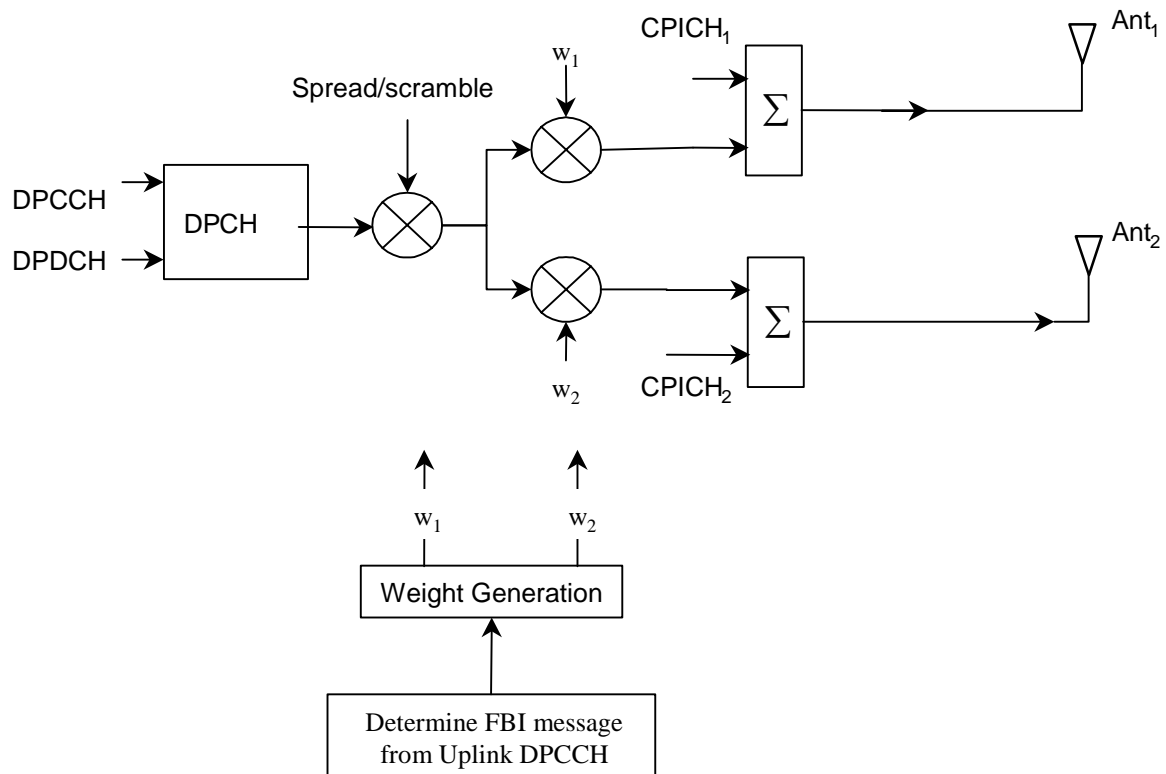 Ant₁
CPICH₁
w₁
Spread/scramble
Σ
DPCCH
DPCH
DPDCH
Ant₂
Σ
w₂
CPICH₂
w₁
w₂
Weight Generation
Determine FBI message
from Uplink DPCCH